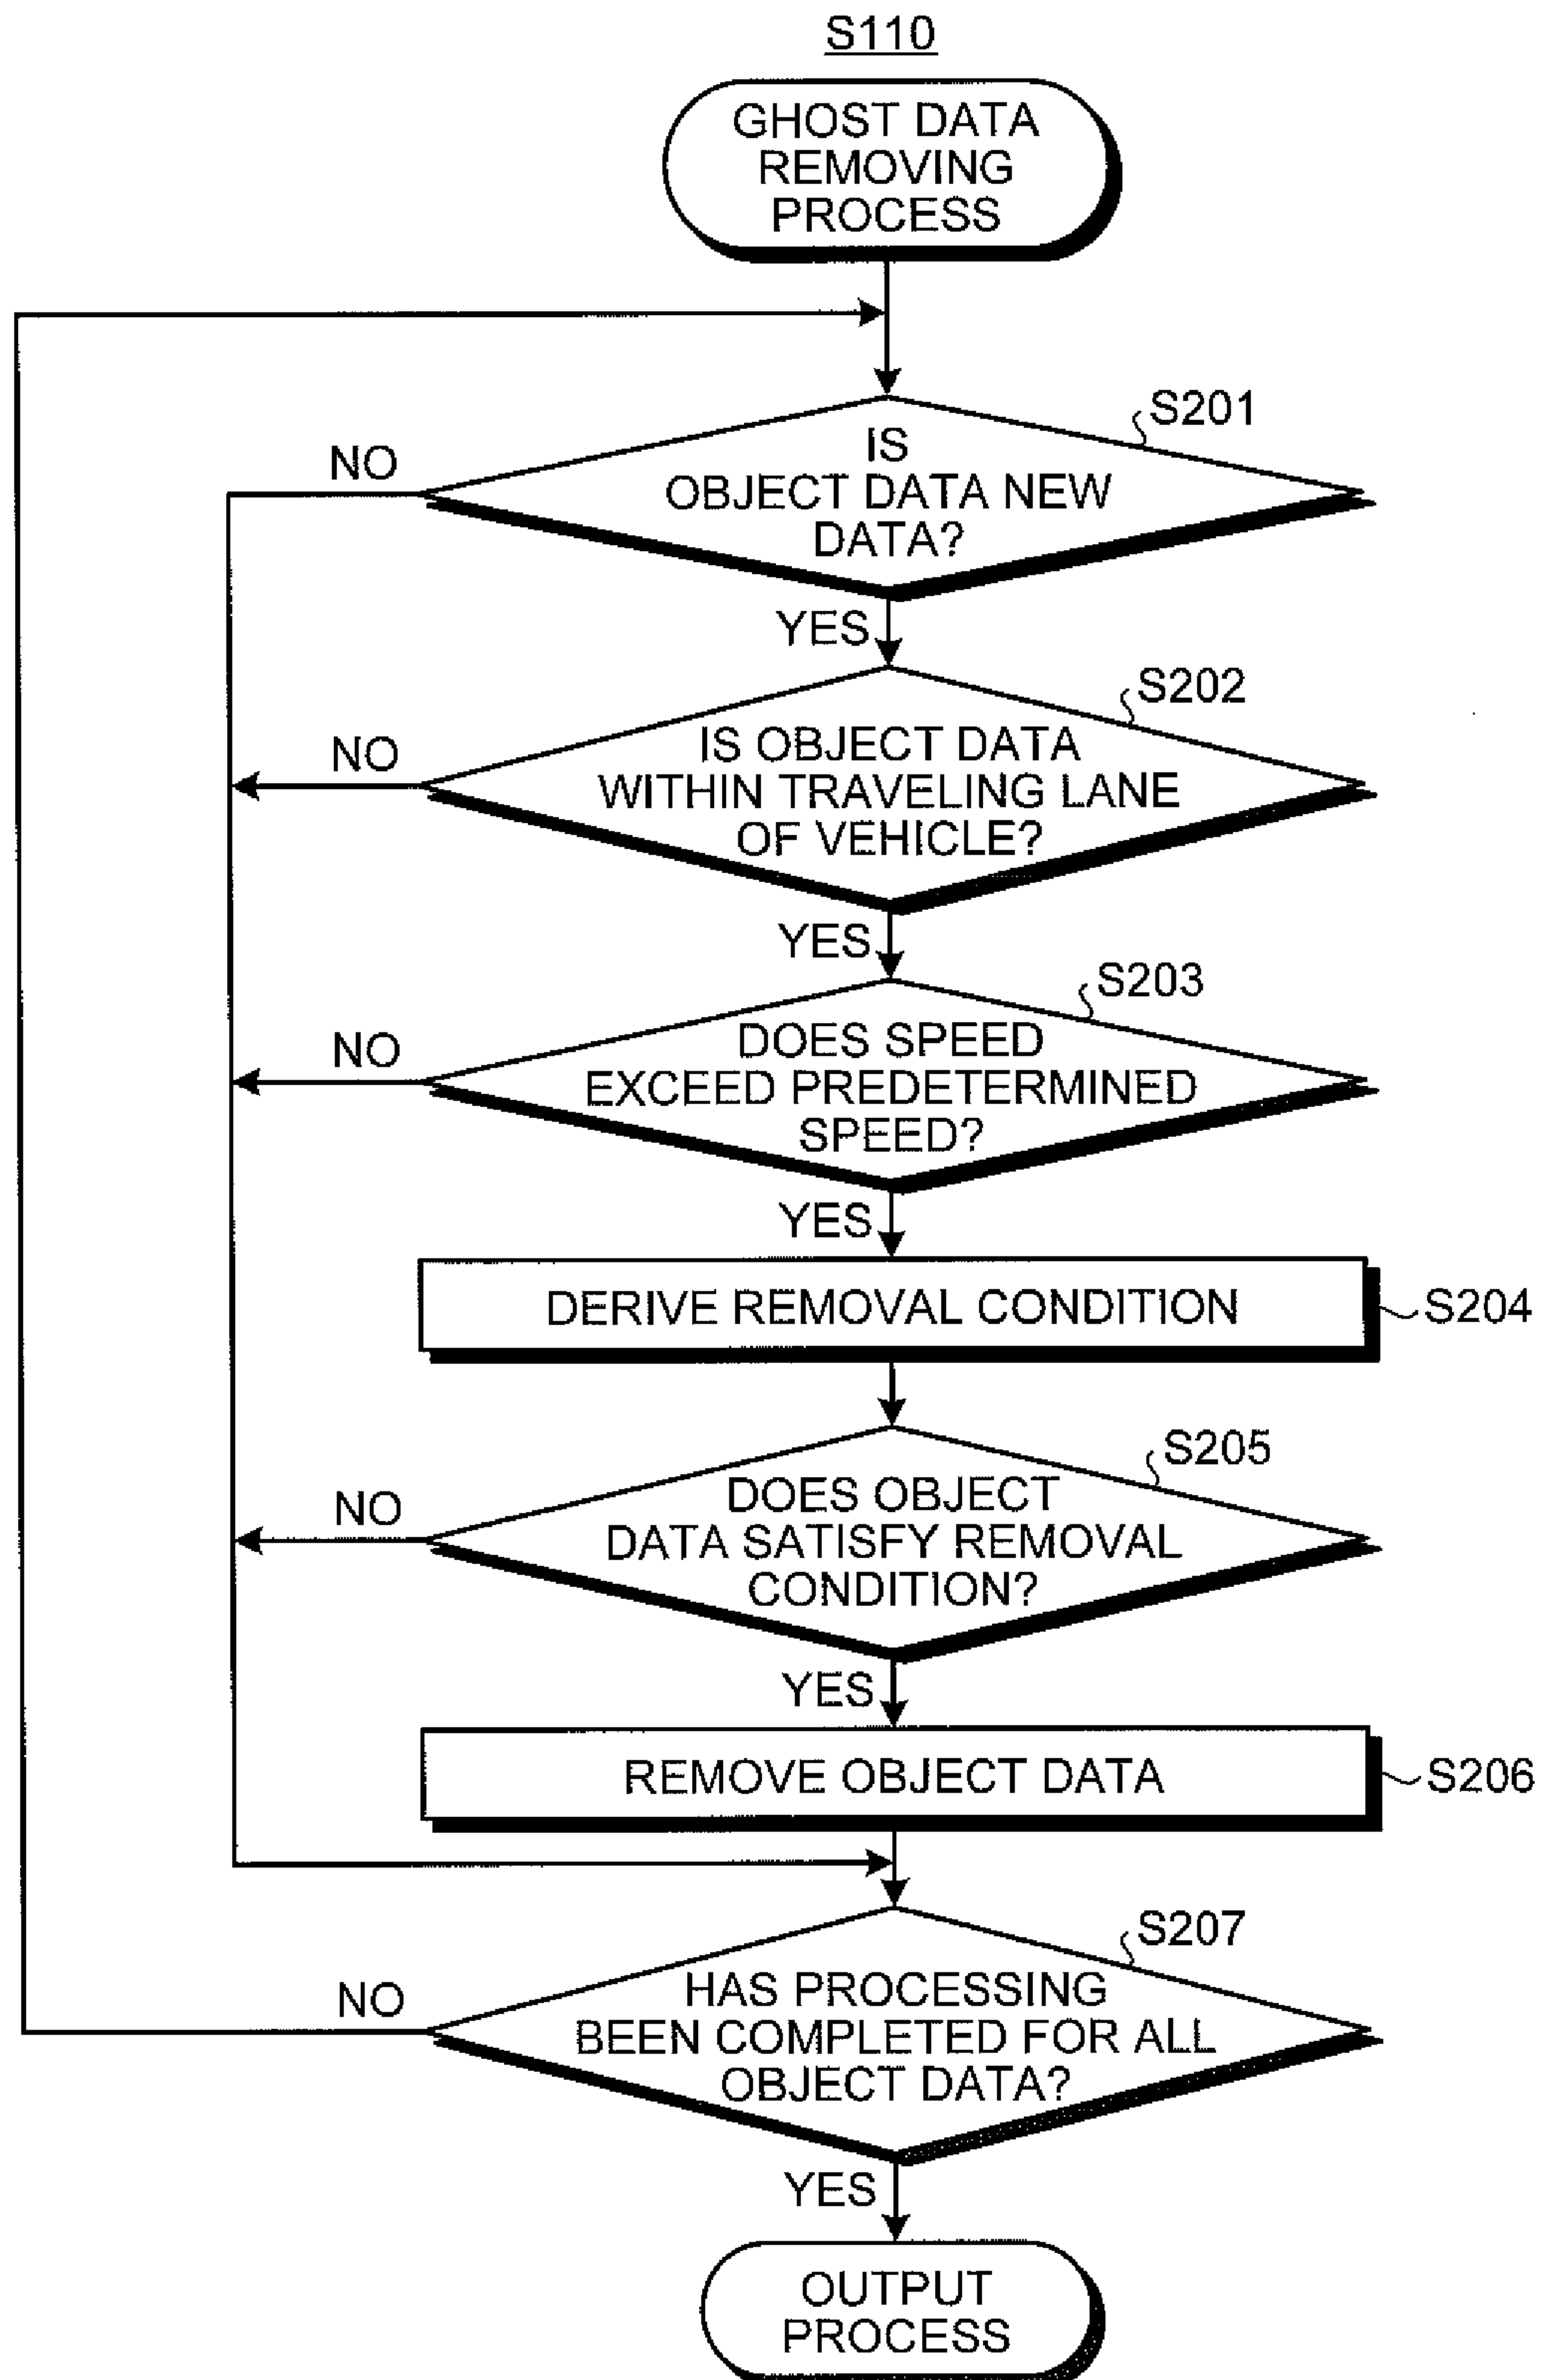 S110
GHOST DATA
REMOVING
PROCESS
S201
IS
OBJECT DATA NEW
DATA?
NO
YES
S202
IS OBJECT DATA
WITHIN TRAVELING LANE
OF VEHICLE?
NO
YES
S203
DOES SPEED
EXCEED PREDETERMINED
SPEED?
NO
YES
DERIVE REMOVAL CONDITION
S204
S205
DOES OBJECT
DATA SATISFY REMOVAL
CONDITION?
NO
YES
REMOVE OBJECT DATA
S206
S207
HAS PROCESSING
BEEN COMPLETED FOR ALL
OBJECT DATA?
NO
YES
OUTPUT
PROCESS